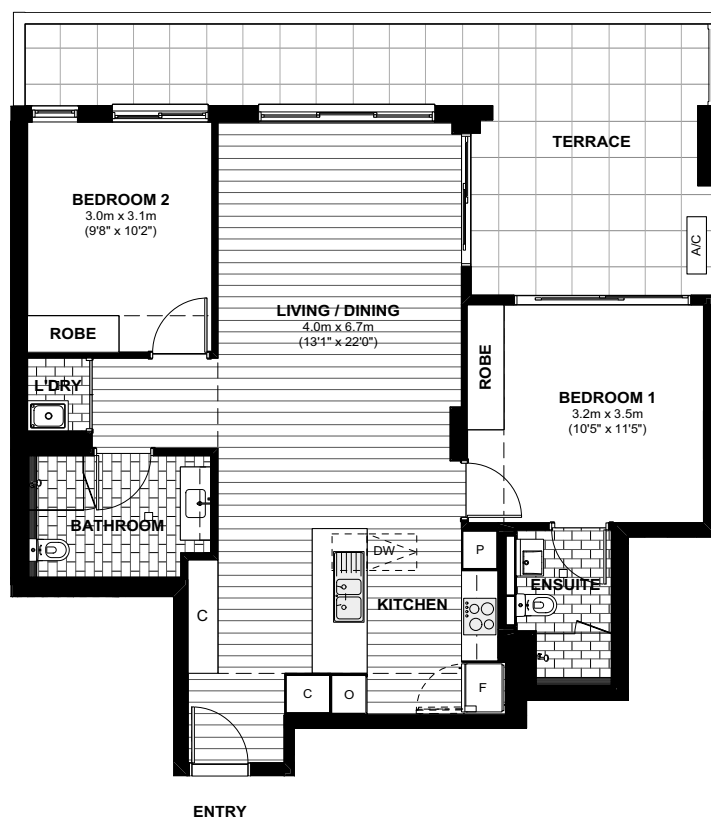 TERRACE
BEDROOM 2
3.0m x 3.1m
(9'8" x 10'2")
A/C
LIVING / DINING
4.0m x 6.7m
(13'1" x 22'0")
ROBE
ROBE
L'DRY
BEDROOM 1
3.2m x 3.5m
(10'5" x 11'5")
BATHROOM
DW
P
ENSUITE
KITCHEN
C
C
O
F
ENTRY